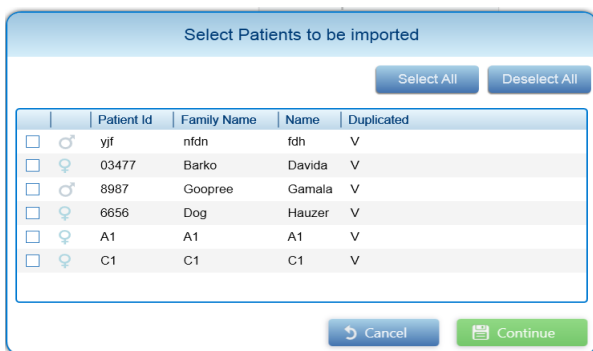 Select Patients to be imported
Select All Deselect All
Patient Id Family Name Name Duplicated
yjf nfdn fdh V
03477 Barko Davida V
8987 Goopree Gamala V
6656 Dog Hauzer V
A1 A1 A1 V
C1 C1 C1 V
Cancel Continue